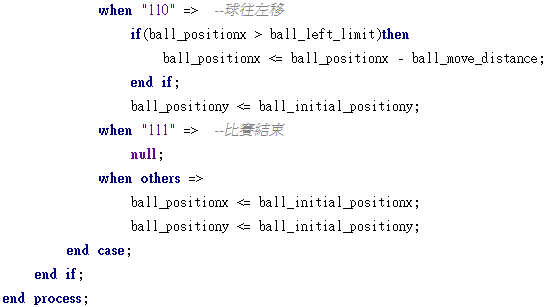 when "110" => --球往左移
if(ball_positionx > ball_left_limit)then
ball_positionx <= ball_positionx - ball_move_distance;
end if;
ball_positiony <= ball_initial_positiony;
when "111" => --比賽結束
null;
when others =>
ball_positionx <= ball_initial_positionx;
ball_positiony <= ball_initial_positiony;
end case;
end if;
end process;